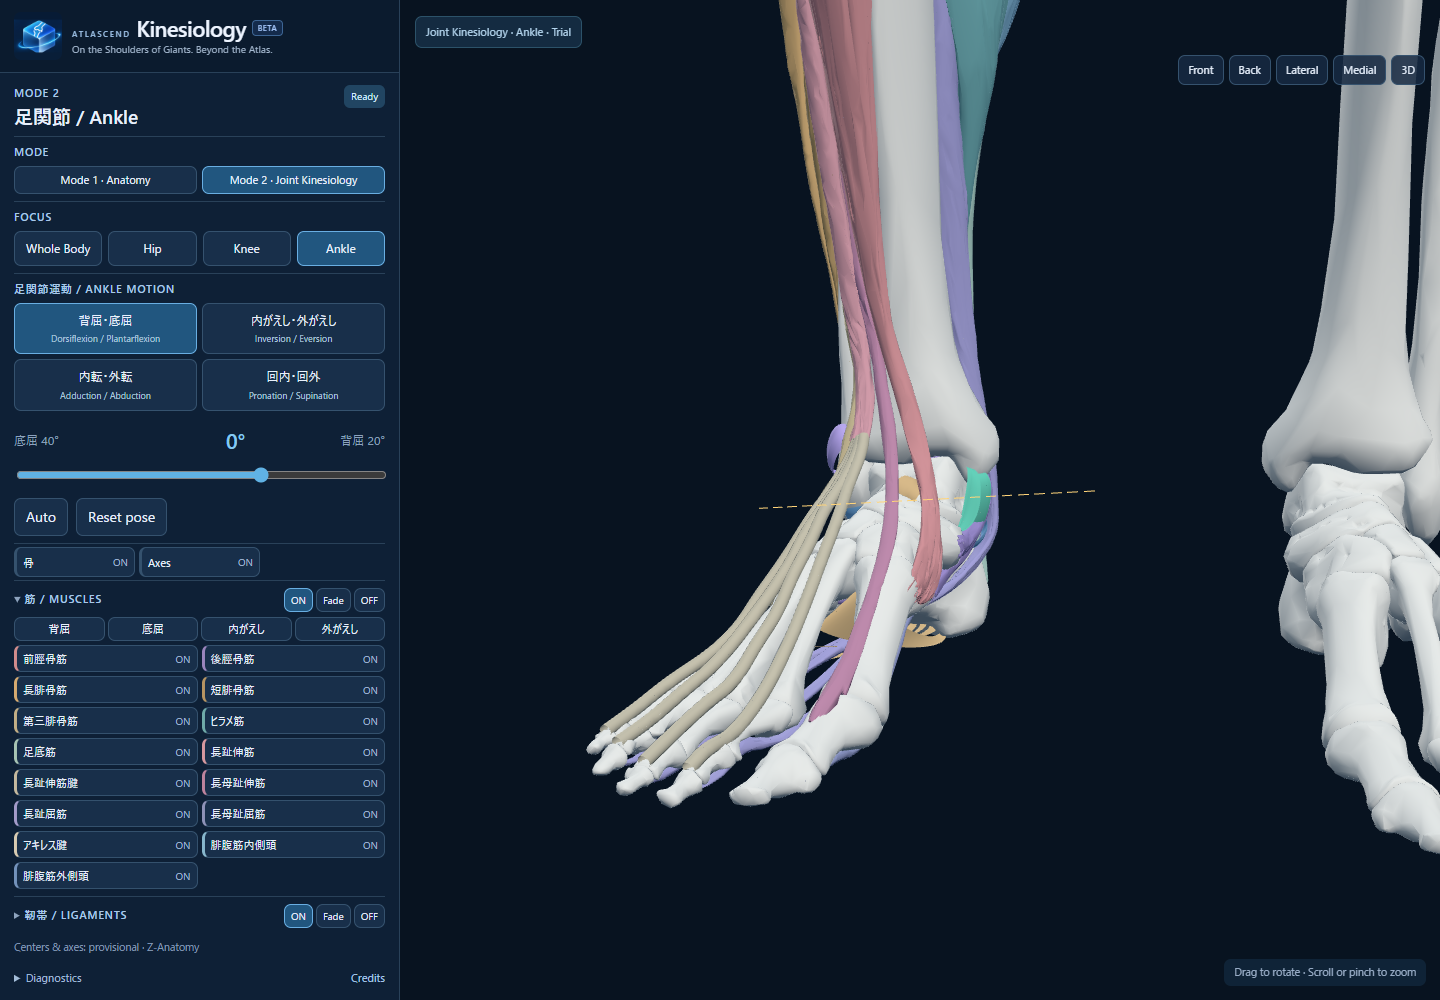 ATLASCEND Kinesiology BETA
On the Shoulders of Giants. Beyond the Atlas.
MODE 2
Ready
足関節 / Ankle
MODE
Mode 1 · Anatomy
Mode 2 · Joint Kinesiology
FOCUS
Whole Body
Hip
Knee
Ankle
足関節運動 / ANKLE MOTION
背屈・底屈
Dorsiflexion / Plantarflexion
内がえし・外がえし
Inversion / Eversion
内転・外転
Adduction / Abduction
回内・回外
Pronation / Supination
底屈 40°
0°
背屈 20°
Auto
Reset pose
骨 ON
Axes ON
▼ 筋 / MUSCLES
ON
Fade
OFF
背屈
底屈
内がえし
外がえし
前脛骨筋 ON
後脛骨筋 ON
長腓骨筋 ON
短腓骨筋 ON
第三腓骨筋 ON
ヒラメ筋 ON
足底筋 ON
長趾伸筋 ON
長趾伸筋腱 ON
長母趾伸筋 ON
長趾屈筋 ON
長母趾屈筋 ON
アキレス腱 ON
腓腹筋内側頭 ON
腓腹筋外側頭 ON
▶ 靭帯 / LIGAMENTS
ON
Fade
OFF
Centers & axes: provisional · Z-Anatomy
▶ Diagnostics
Credits
Joint Kinesiology · Ankle · Trial
Front
Back
Lateral
Medial
3D
Drag to rotate · Scroll or pinch to zoom